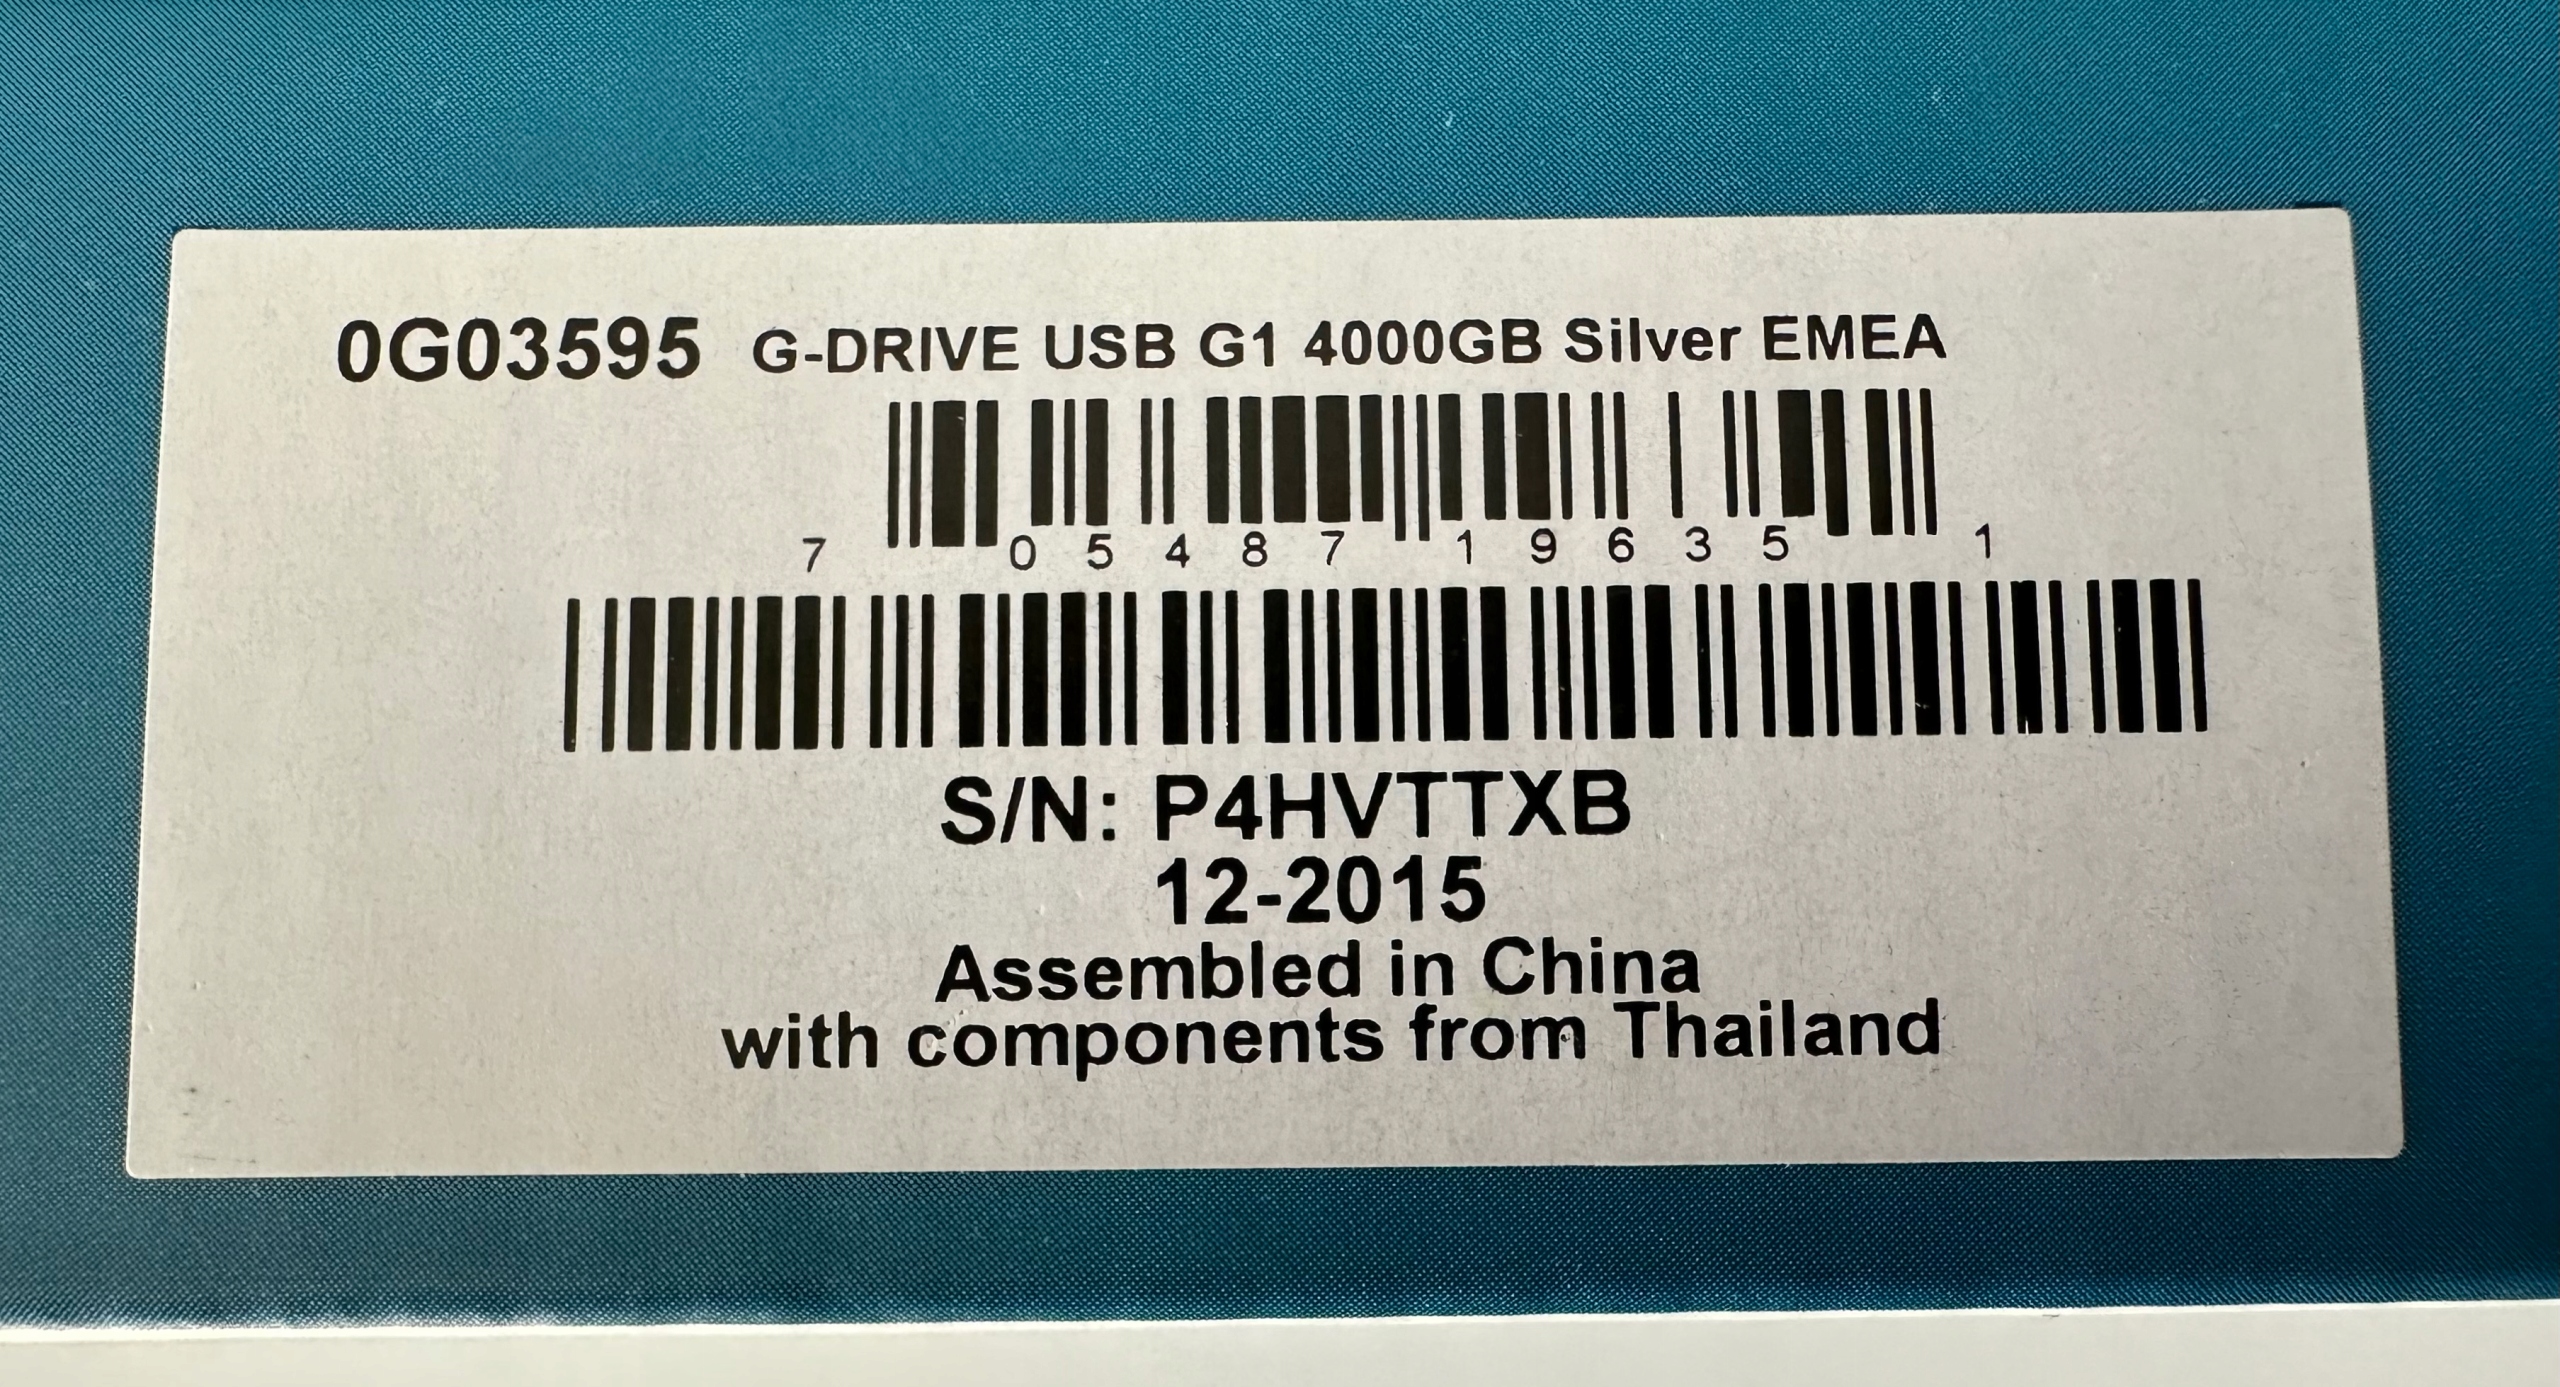 0G03595 G-DRIVE USB G1 4000GB Silver EMEA
7 05487 19635 1
S/N: P4HVTTXB
12-2015
Assembled in China
with components from Thailand